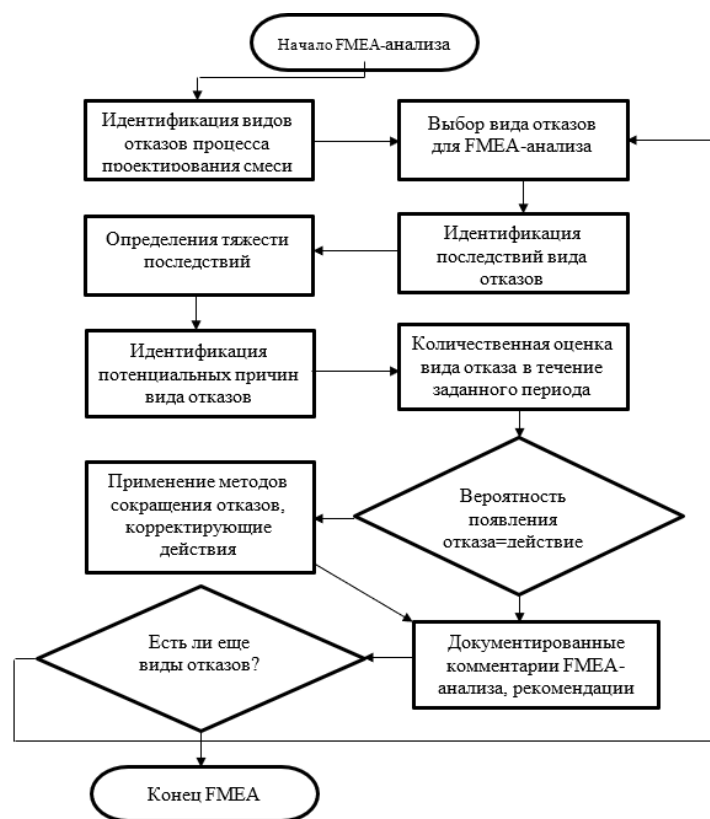 Начало FMEA-анализа
Идентификация видов
отказов процесса
проектирования смеси
Выбор вида отказов
для FMEA-анализа
Идентификация
последствий вида
отказов
Определения тяжести
последствий
Идентификация
потенциальных причин
вида отказов
Количественная оценка
вида отказа в течение
заданного периода
Вероятность
появления
отказа=действие
Применение методов
сокращения отказов,
корректирующие
действия
Документированные
комментарии FMEA-
анализа, рекомендации
Есть ли еще
виды отказов?
Конец FMEA